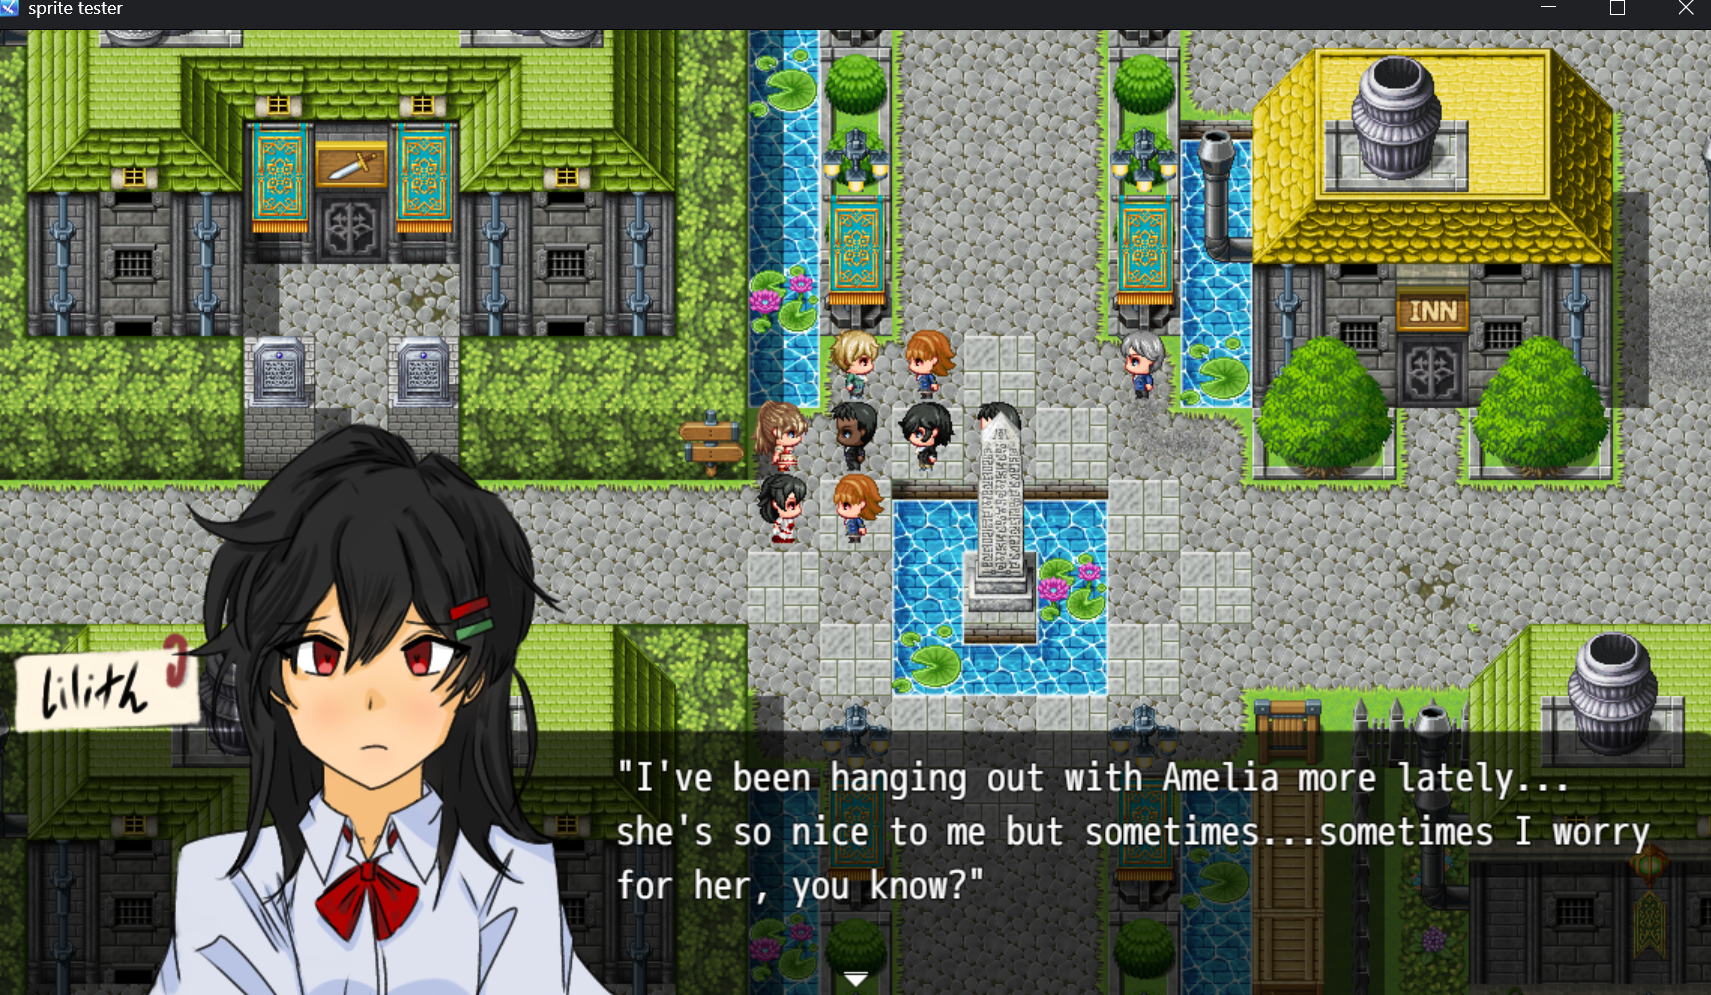 sprite tester
INN
Lilith
"I've been hanging out with Amelia more lately...
she's so nice to me but sometimes...sometimes I worry
for her, you know?"